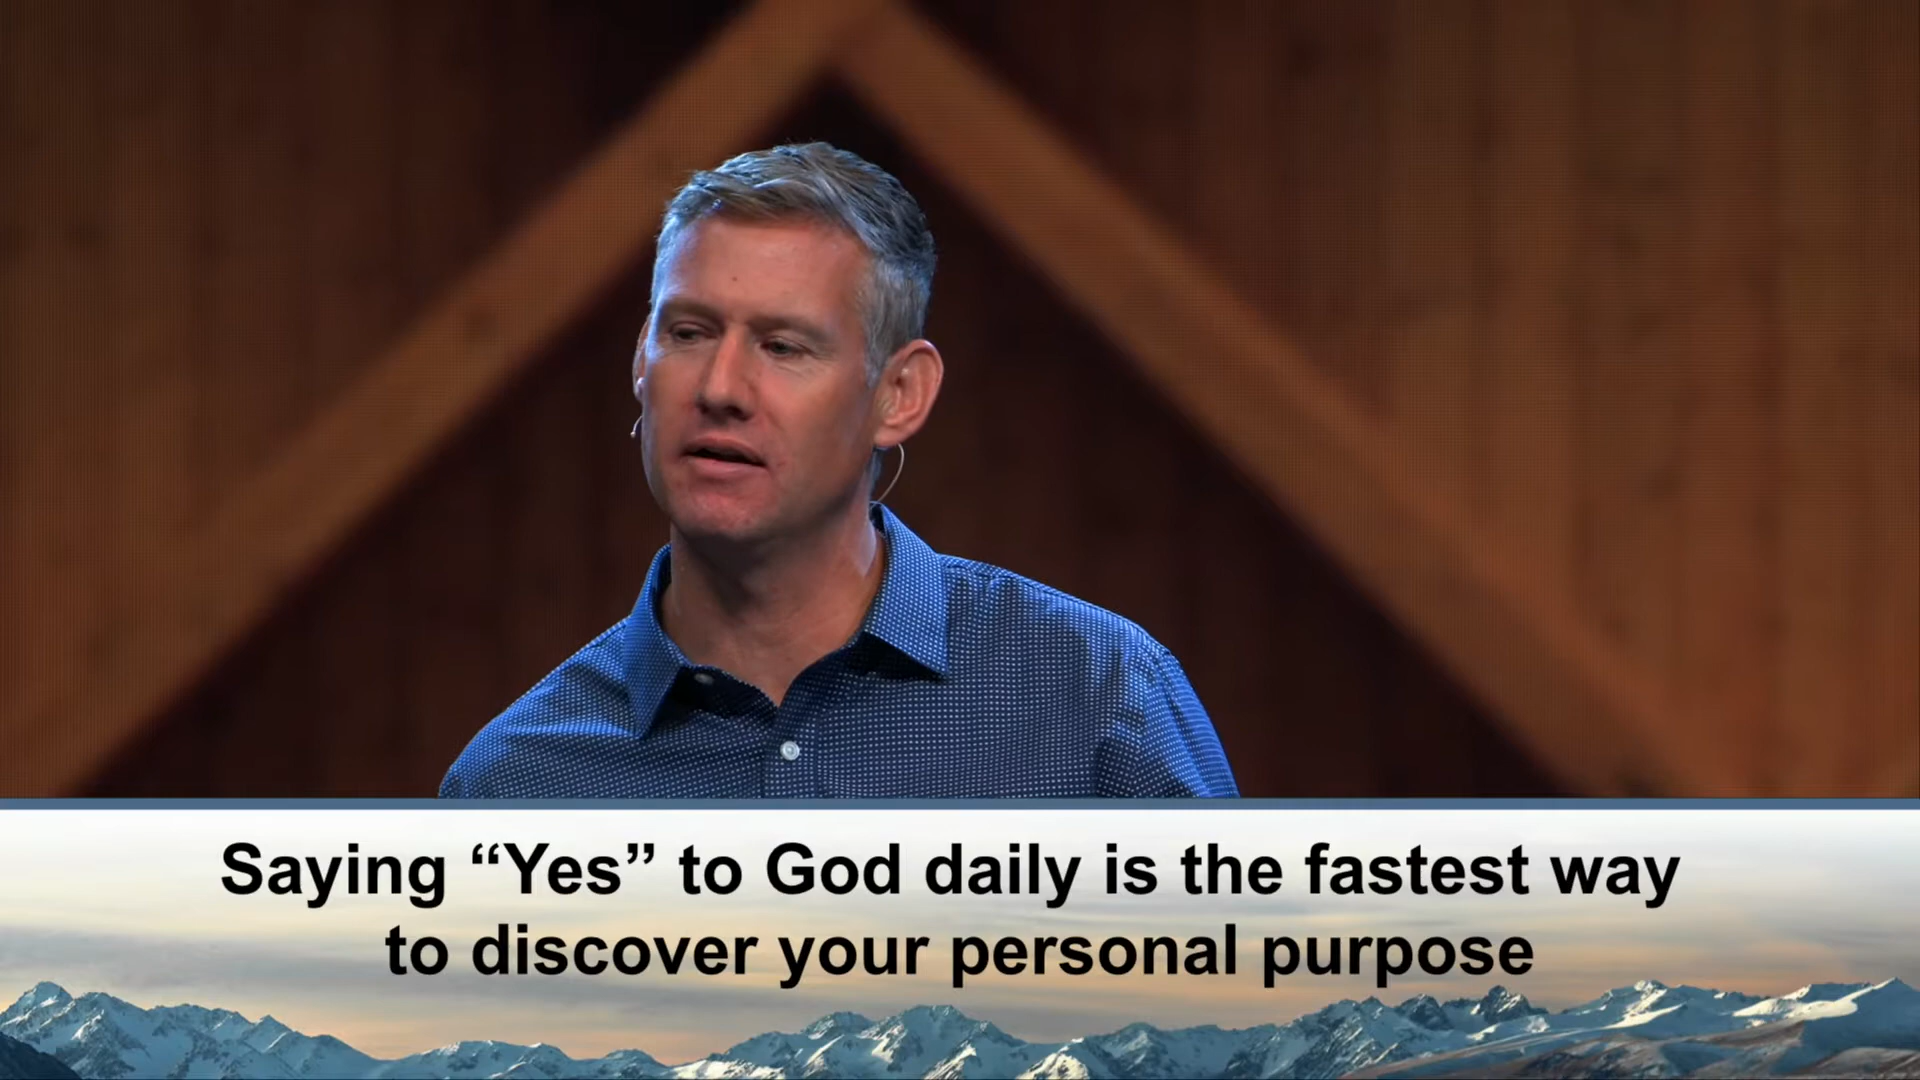 Saying “Yes” to God daily is the fastest way
to discover your personal purpose